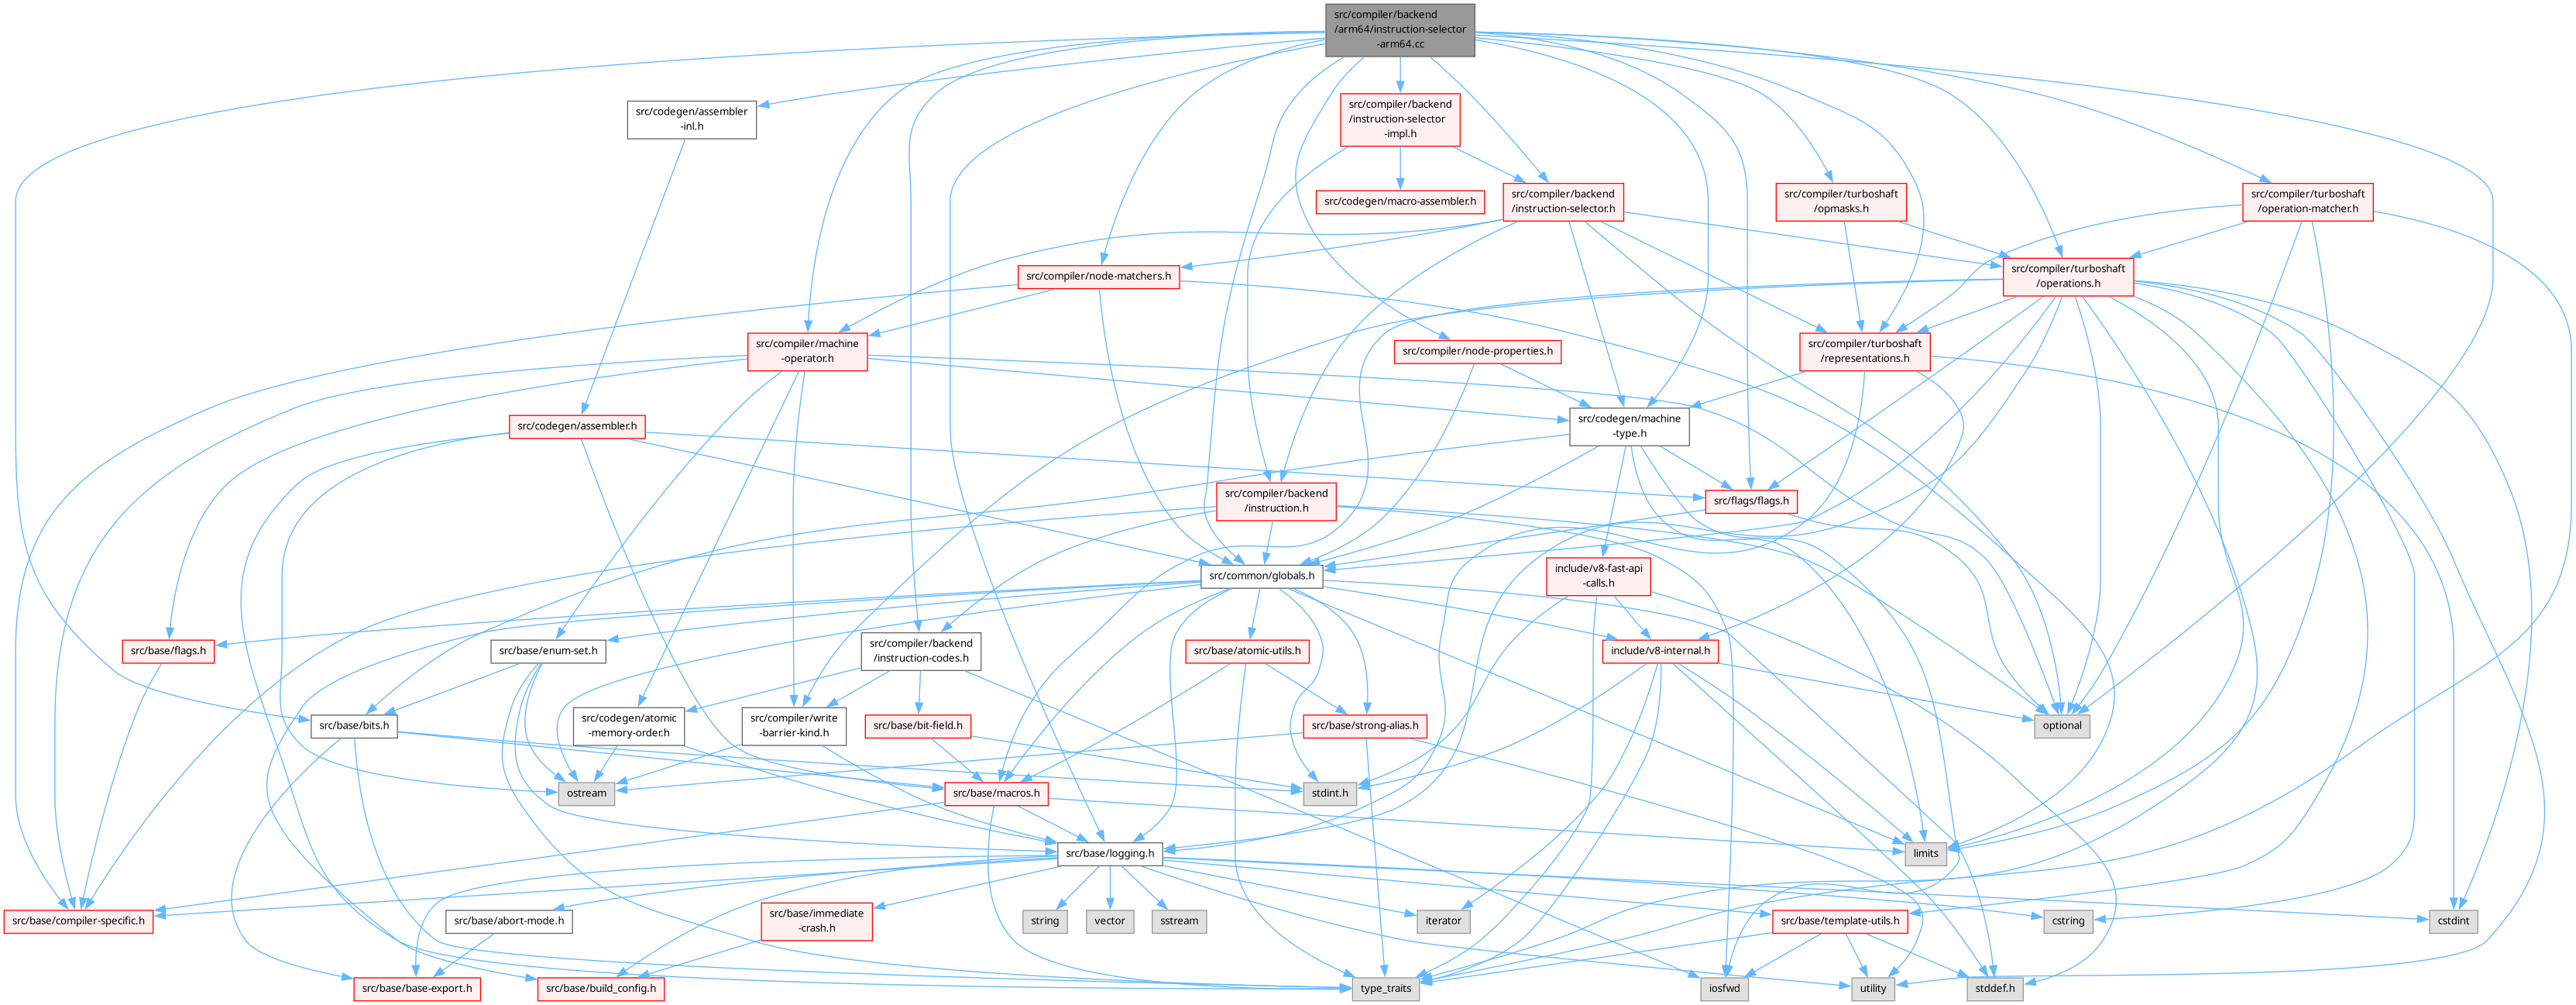 src/compiler/backend
/arm64/instruction-selector
-arm64.cc
src/codegen/assembler
-inl.h
src/compiler/backend
/instruction-selector
-impl.h
src/codegen/macro-assembler.h
src/compiler/backend
/instruction-selector.h
src/compiler/turboshaft
/opmasks.h
src/compiler/turboshaft
/operation-matcher.h
src/compiler/node-matchers.h
src/compiler/turboshaft
/operations.h
src/compiler/machine
-operator.h
src/compiler/node-properties.h
src/compiler/turboshaft
/representations.h
src/codegen/assembler.h
src/codegen/machine
-type.h
src/compiler/backend
/instruction.h
src/flags/flags.h
src/common/globals.h
include/v8-fast-api
-calls.h
src/base/flags.h
src/base/enum-set.h
src/compiler/backend
/instruction-codes.h
src/base/atomic-utils.h
include/v8-internal.h
src/base/bits.h
src/codegen/atomic
-memory-order.h
src/compiler/write
-barrier-kind.h
src/base/bit-field.h
src/base/strong-alias.h
optional
ostream
src/base/macros.h
stdint.h
src/base/logging.h
limits
src/base/compiler-specific.h
src/base/abort-mode.h
src/base/immediate
-crash.h
string
vector
sstream
iterator
src/base/template-utils.h
cstring
cstdint
src/base/base-export.h
src/base/build_config.h
type_traits
iosfwd
utility
stddef.h